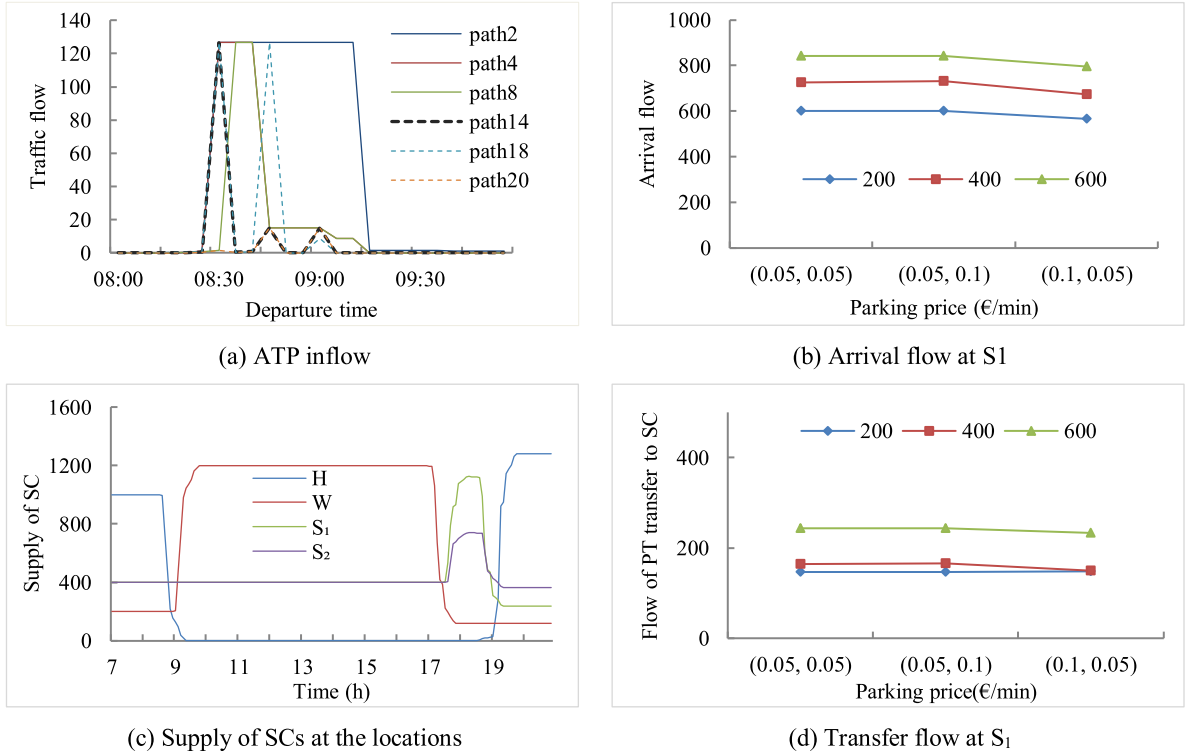 140
120
100
80
60
40
20
0
Traffic flow
path2
path4
path8
path14
path18
path20
08:00 08:30 09:00 09:30
Departure time
(a) ATP inflow
1000
800
600
400
200
0
Arrival flow
200 400 600
(0.05, 0.05) (0.05, 0.1) (0.1, 0.05)
Parking price (€/min)
(b) Arrival flow at S1
1600
1200
800
400
0
Supply of SC
H
W
S₁
S₂
7 9 11 13 15 17 19
Time (h)
(c) Supply of SCs at the locations
400
200
0
Flow of PT transfer to SC
200 400 600
(0.05, 0.05) (0.05, 0.1) (0.1, 0.05)
Parking price(€/min)
(d) Transfer flow at S₁